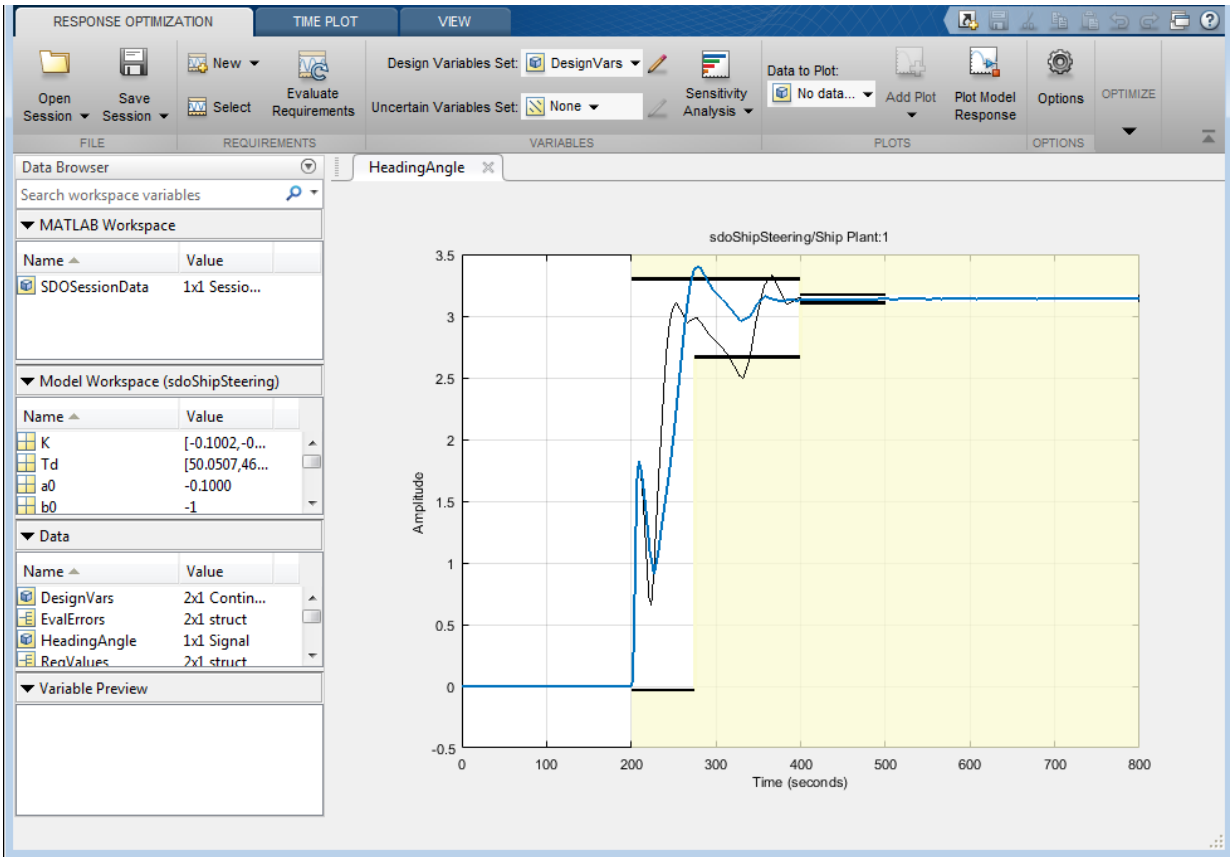 RESPONSE OPTIMIZATION TIME PLOT VIEW
Open Session
Save Session
FILE
New
Select
Evaluate Requirements
REQUIREMENTS
Design Variables Set: DesignVars
Uncertain Variables Set: None
Sensitivity Analysis
VARIABLES
Data to Plot:
No data...
Add Plot
Plot Model Response
PLOTS
Options
OPTIONS
OPTIMIZE
Data Browser
Search workspace variables
MATLAB Workspace
Name Value
SDOSessionData 1x1 Sessio...
Model Workspace (sdoShipSteering)
Name Value
K [-0.1002,-0...
Td [50.0507,46...
a0 -0.1000
b0 -1
Data
Name Value
DesignVars 2x1 Contin...
EvalErrors 2x1 struct
HeadingAngle 1x1 Signal
ReqValues 2x1 struct
Variable Preview
HeadingAngle
sdoShipSteering/Ship Plant:1
3.5
3
2.5
2
1.5
1
0.5
0
-0.5
Amplitude
0 100 200 300 400 500 600 700 800
Time (seconds)